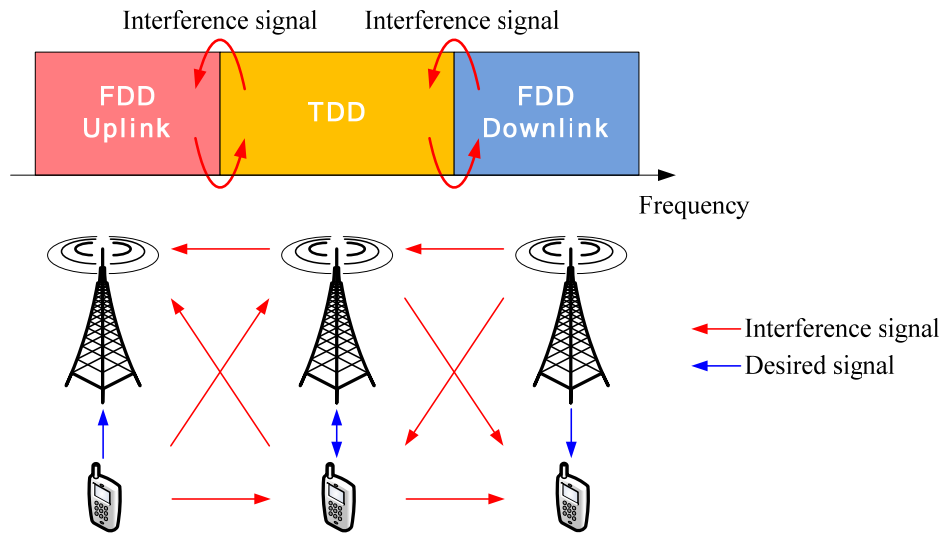 Interference signal
Interference signal
FDD
Uplink
TDD
FDD
Downlink
Frequency
Interference signal
Desired signal